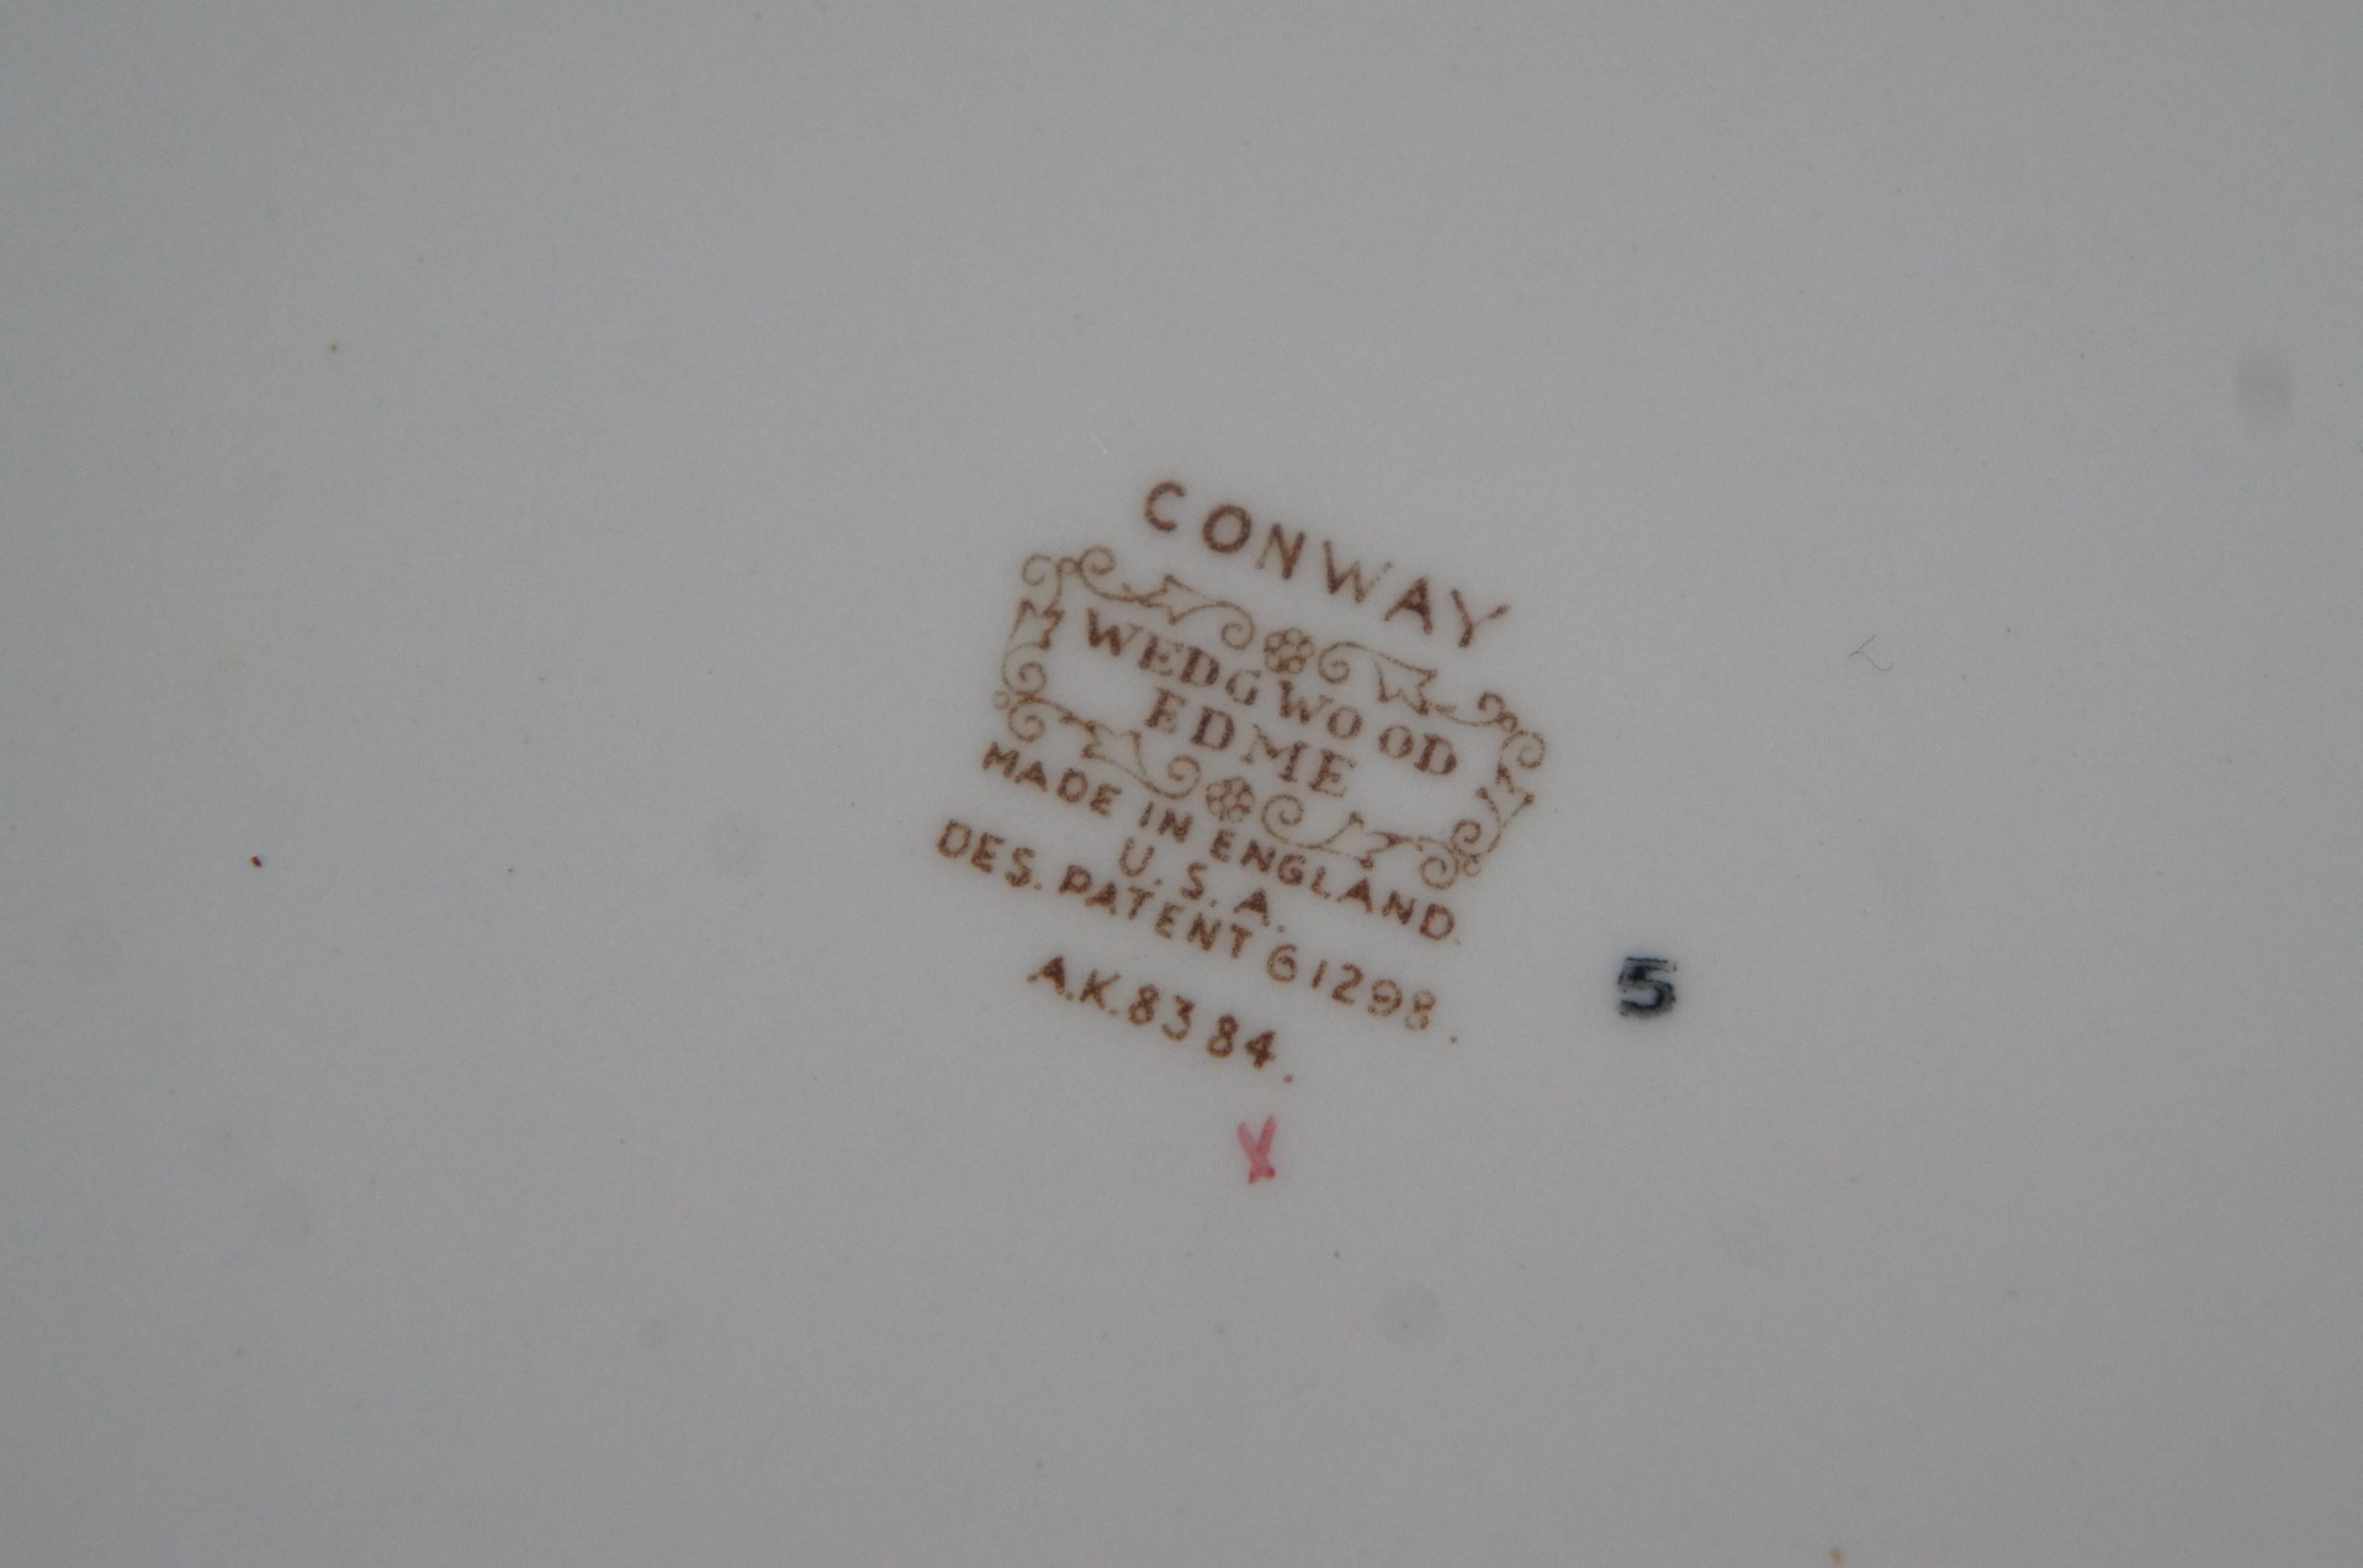 CONWAY
WEDGWOOD
EDME
MADE IN ENGLAND.
U. S. A.
DES. PATENT 61298.
A.K. 8384.
5
X